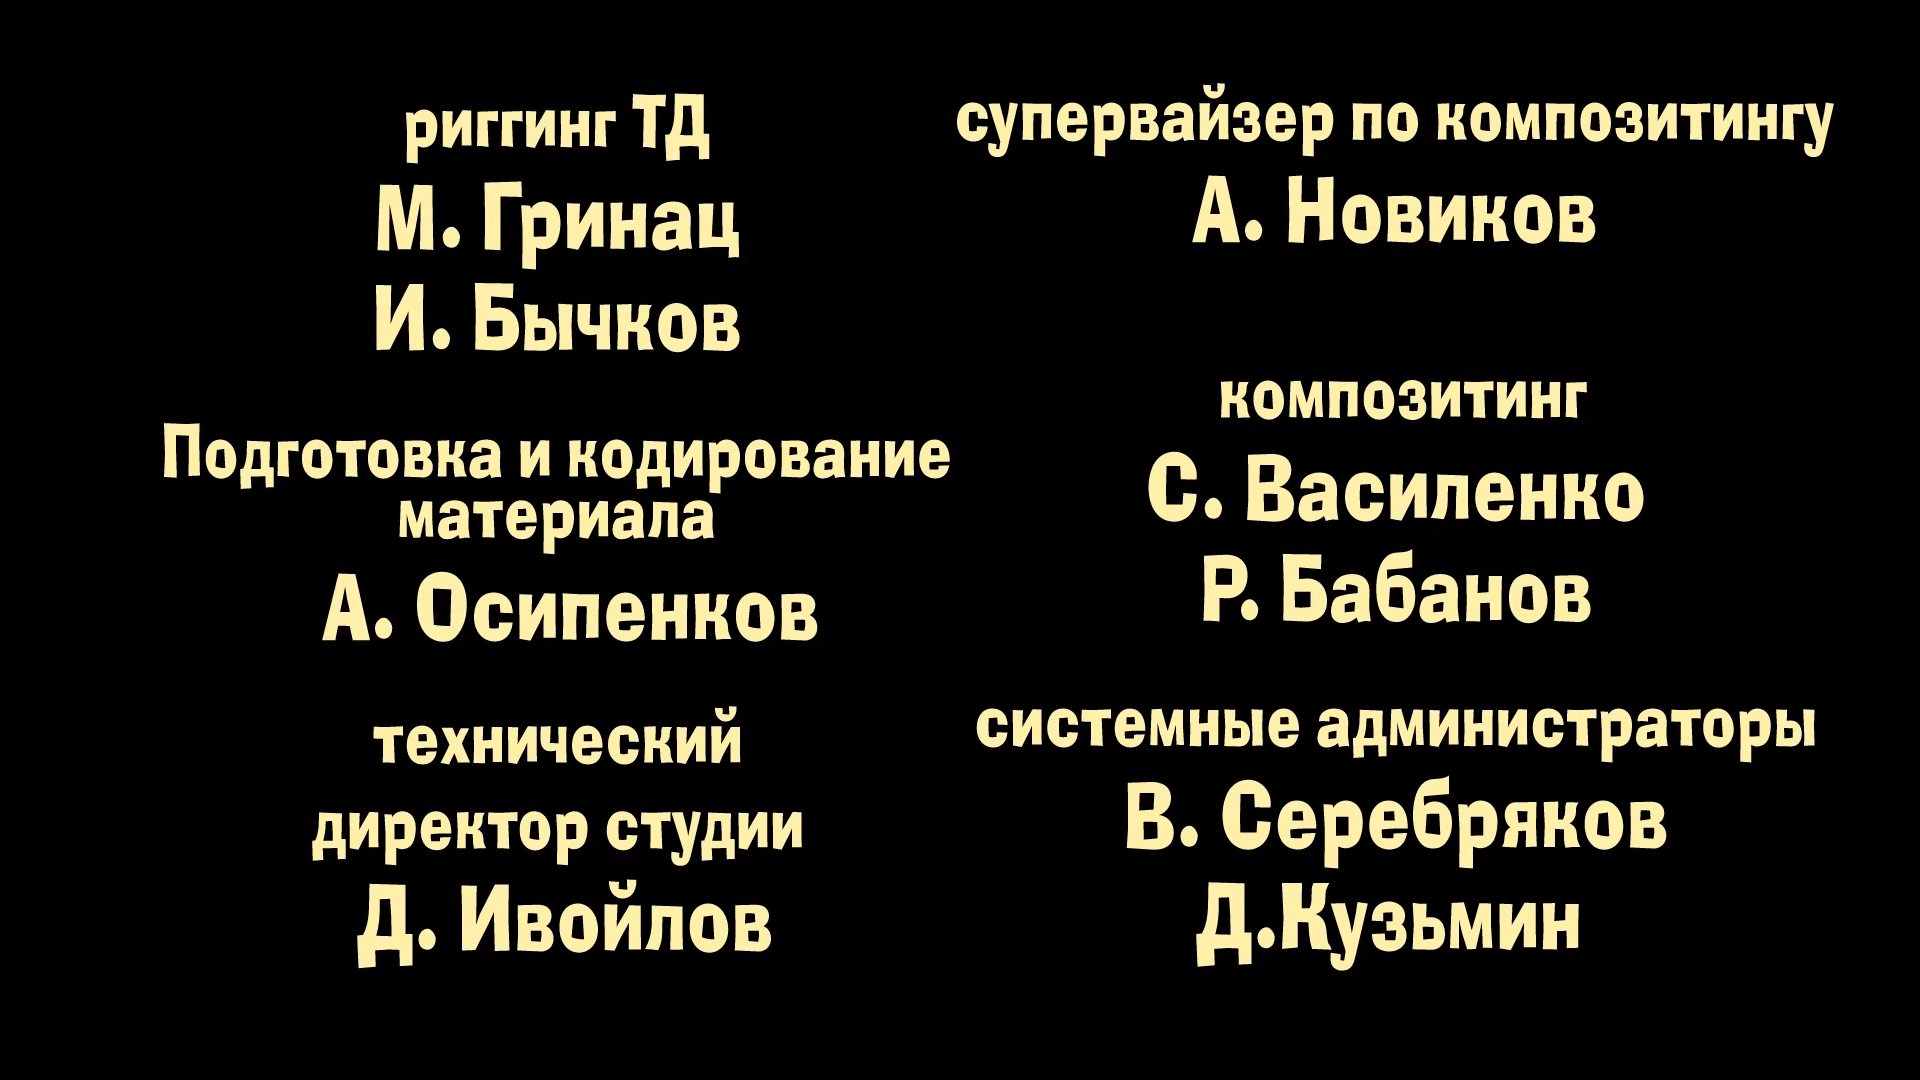 риггинг ТД
М. Гринац
И. Бычков
Подготовка и кодирование
материала
А. Осипенков
технический
директор студии
Д. Ивойлов
супервайзер по композитингу
А. Новиков
композитинг
С. Василенко
Р. Бабанов
системные администраторы
В. Серебряков
Д.Кузьмин